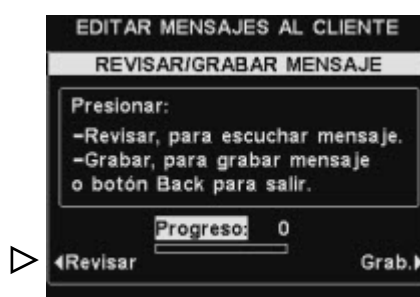 EDITAR MENSAJES AL CLIENTE
REVISAR/GRABAR MENSAJE
Presionar:
-Revisar, para escuchar mensaje.
-Grabar, para grabar mensaje
o botón Back para salir.
Progreso: 0
Revisar Grab.